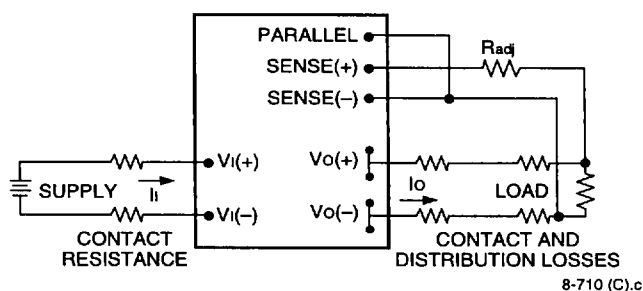 PARALLEL
SENSE(+)
SENSE(–)
Radj
VI(+)
VO(+)
SUPPLY
II
IO
LOAD
VI(–)
VO(–)
CONTACT
RESISTANCE
CONTACT AND
DISTRIBUTION LOSSES
8-710 (C).c